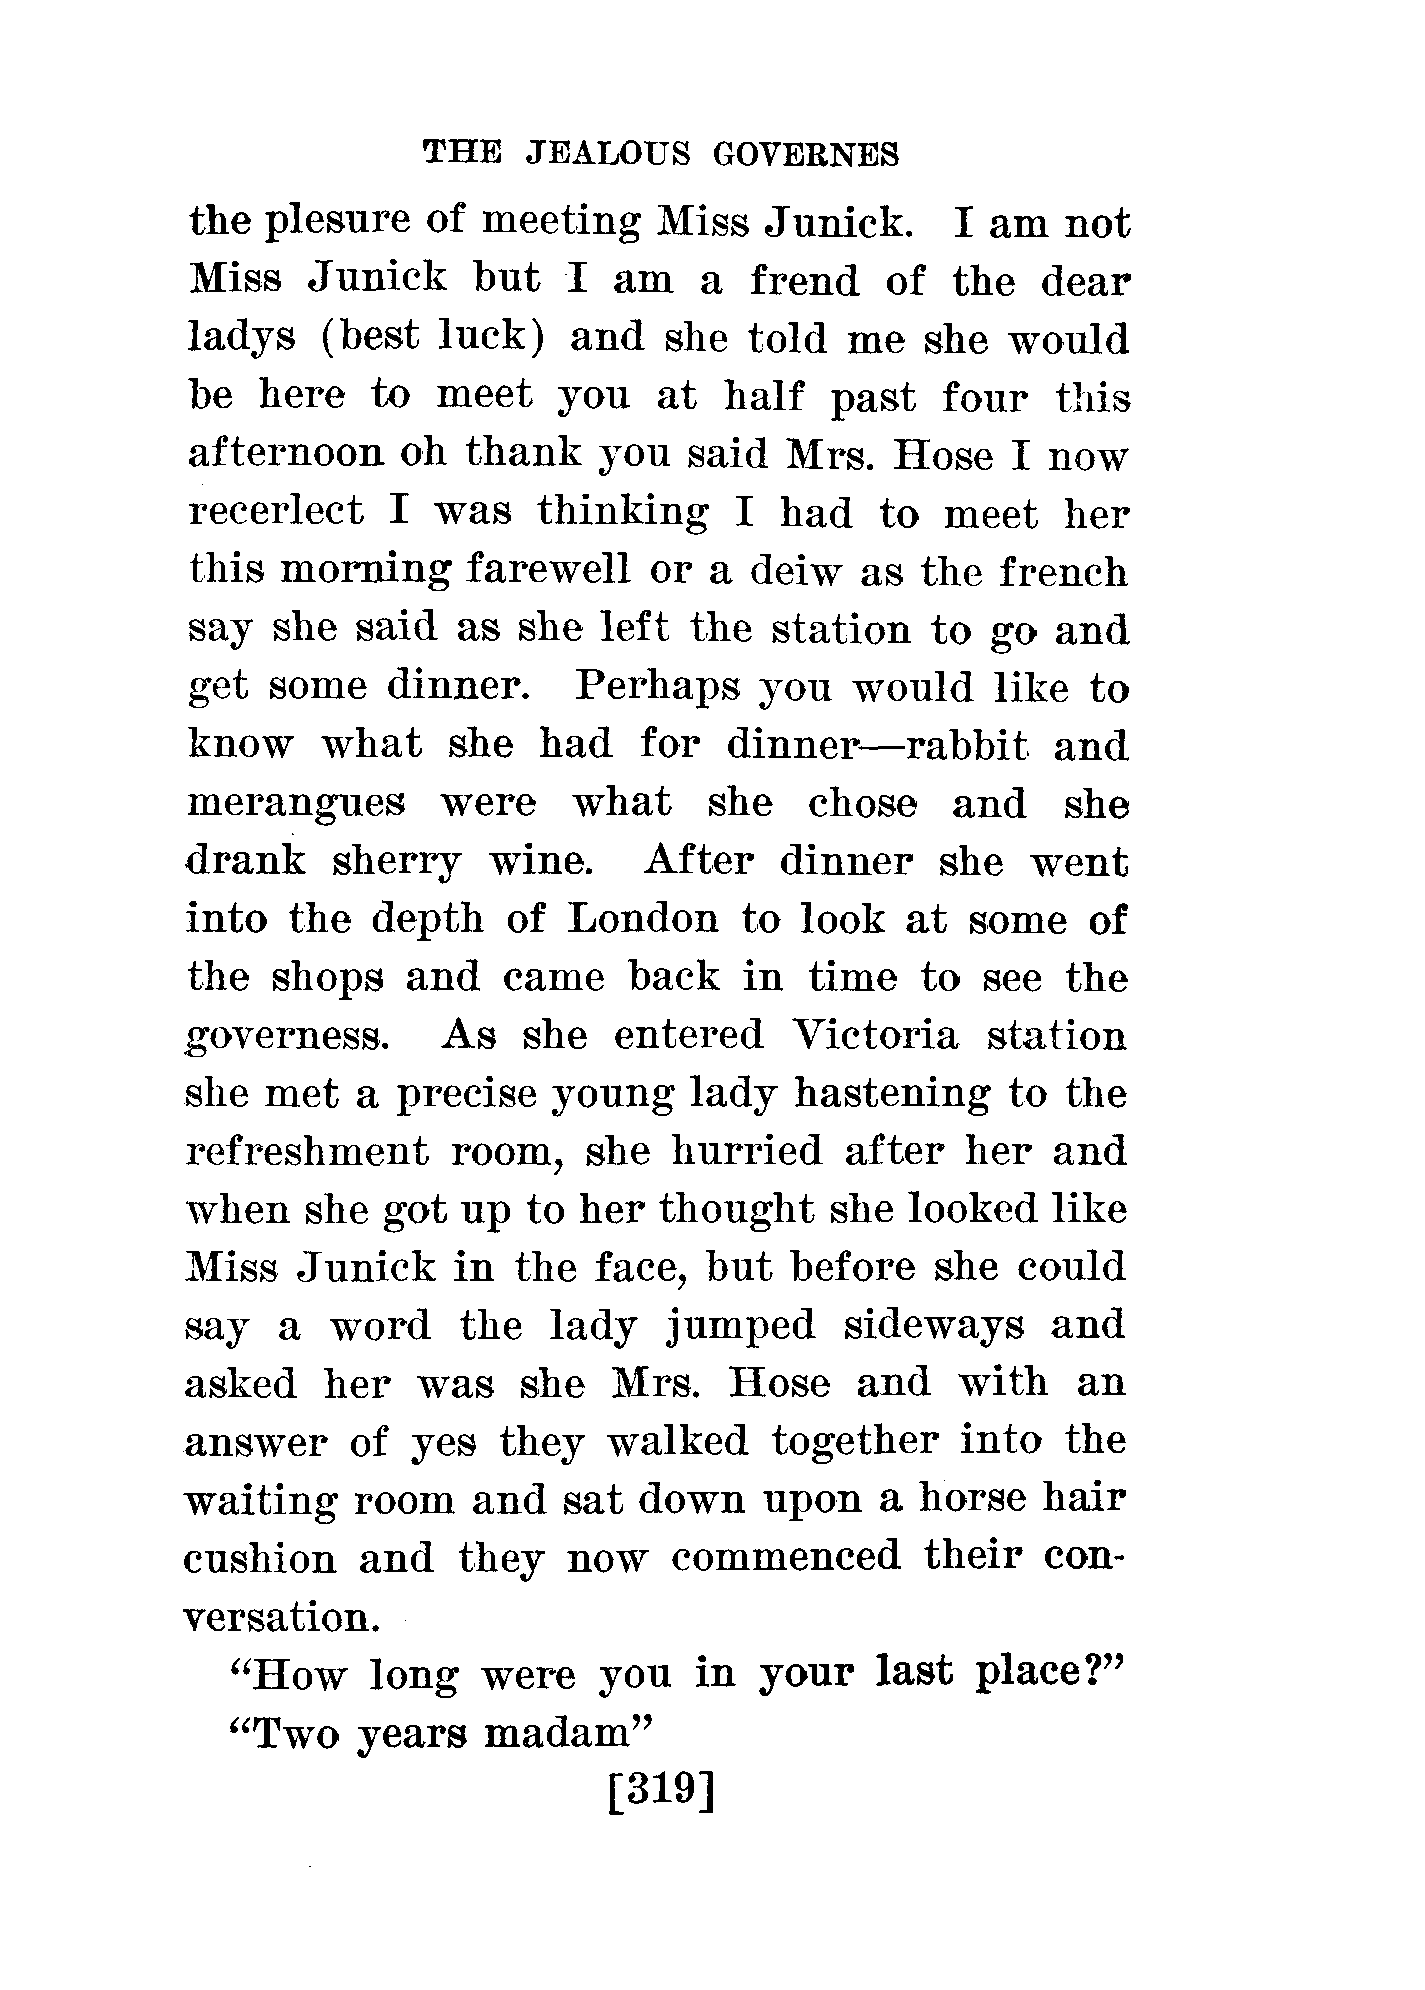 THE JEALOUS GOVERNES
the plesure of meeting Miss Junick. I am not
Miss Junick but I am a frend of the dear
ladys (best luck) and she told me she would
be here to meet you at half past four this
afternoon oh thank you said Mrs. Hose I now
recerlect I was thinking I had to meet her
this morning farewell or a deiw as the french
say she said as she left the station to go and
get some dinner. Perhaps you would like to
know what she had for dinner—rabbit and
merangues were what she chose and she
drank sherry wine. After dinner she went
into the depth of London to look at some of
the shops and came back in time to see the
governess. As she entered Victoria station
she met a precise young lady hastening to the
refreshment room, she hurried after her and
when she got up to her thought she looked like
Miss Junick in the face, but before she could
say a word the lady jumped sideways and
asked her was she Mrs. Hose and with an
answer of yes they walked together into the
waiting room and sat down upon a horse hair
cushion and they now commenced their con-
versation.
“How long were you in your last place?”
“Two years madam”
[319]